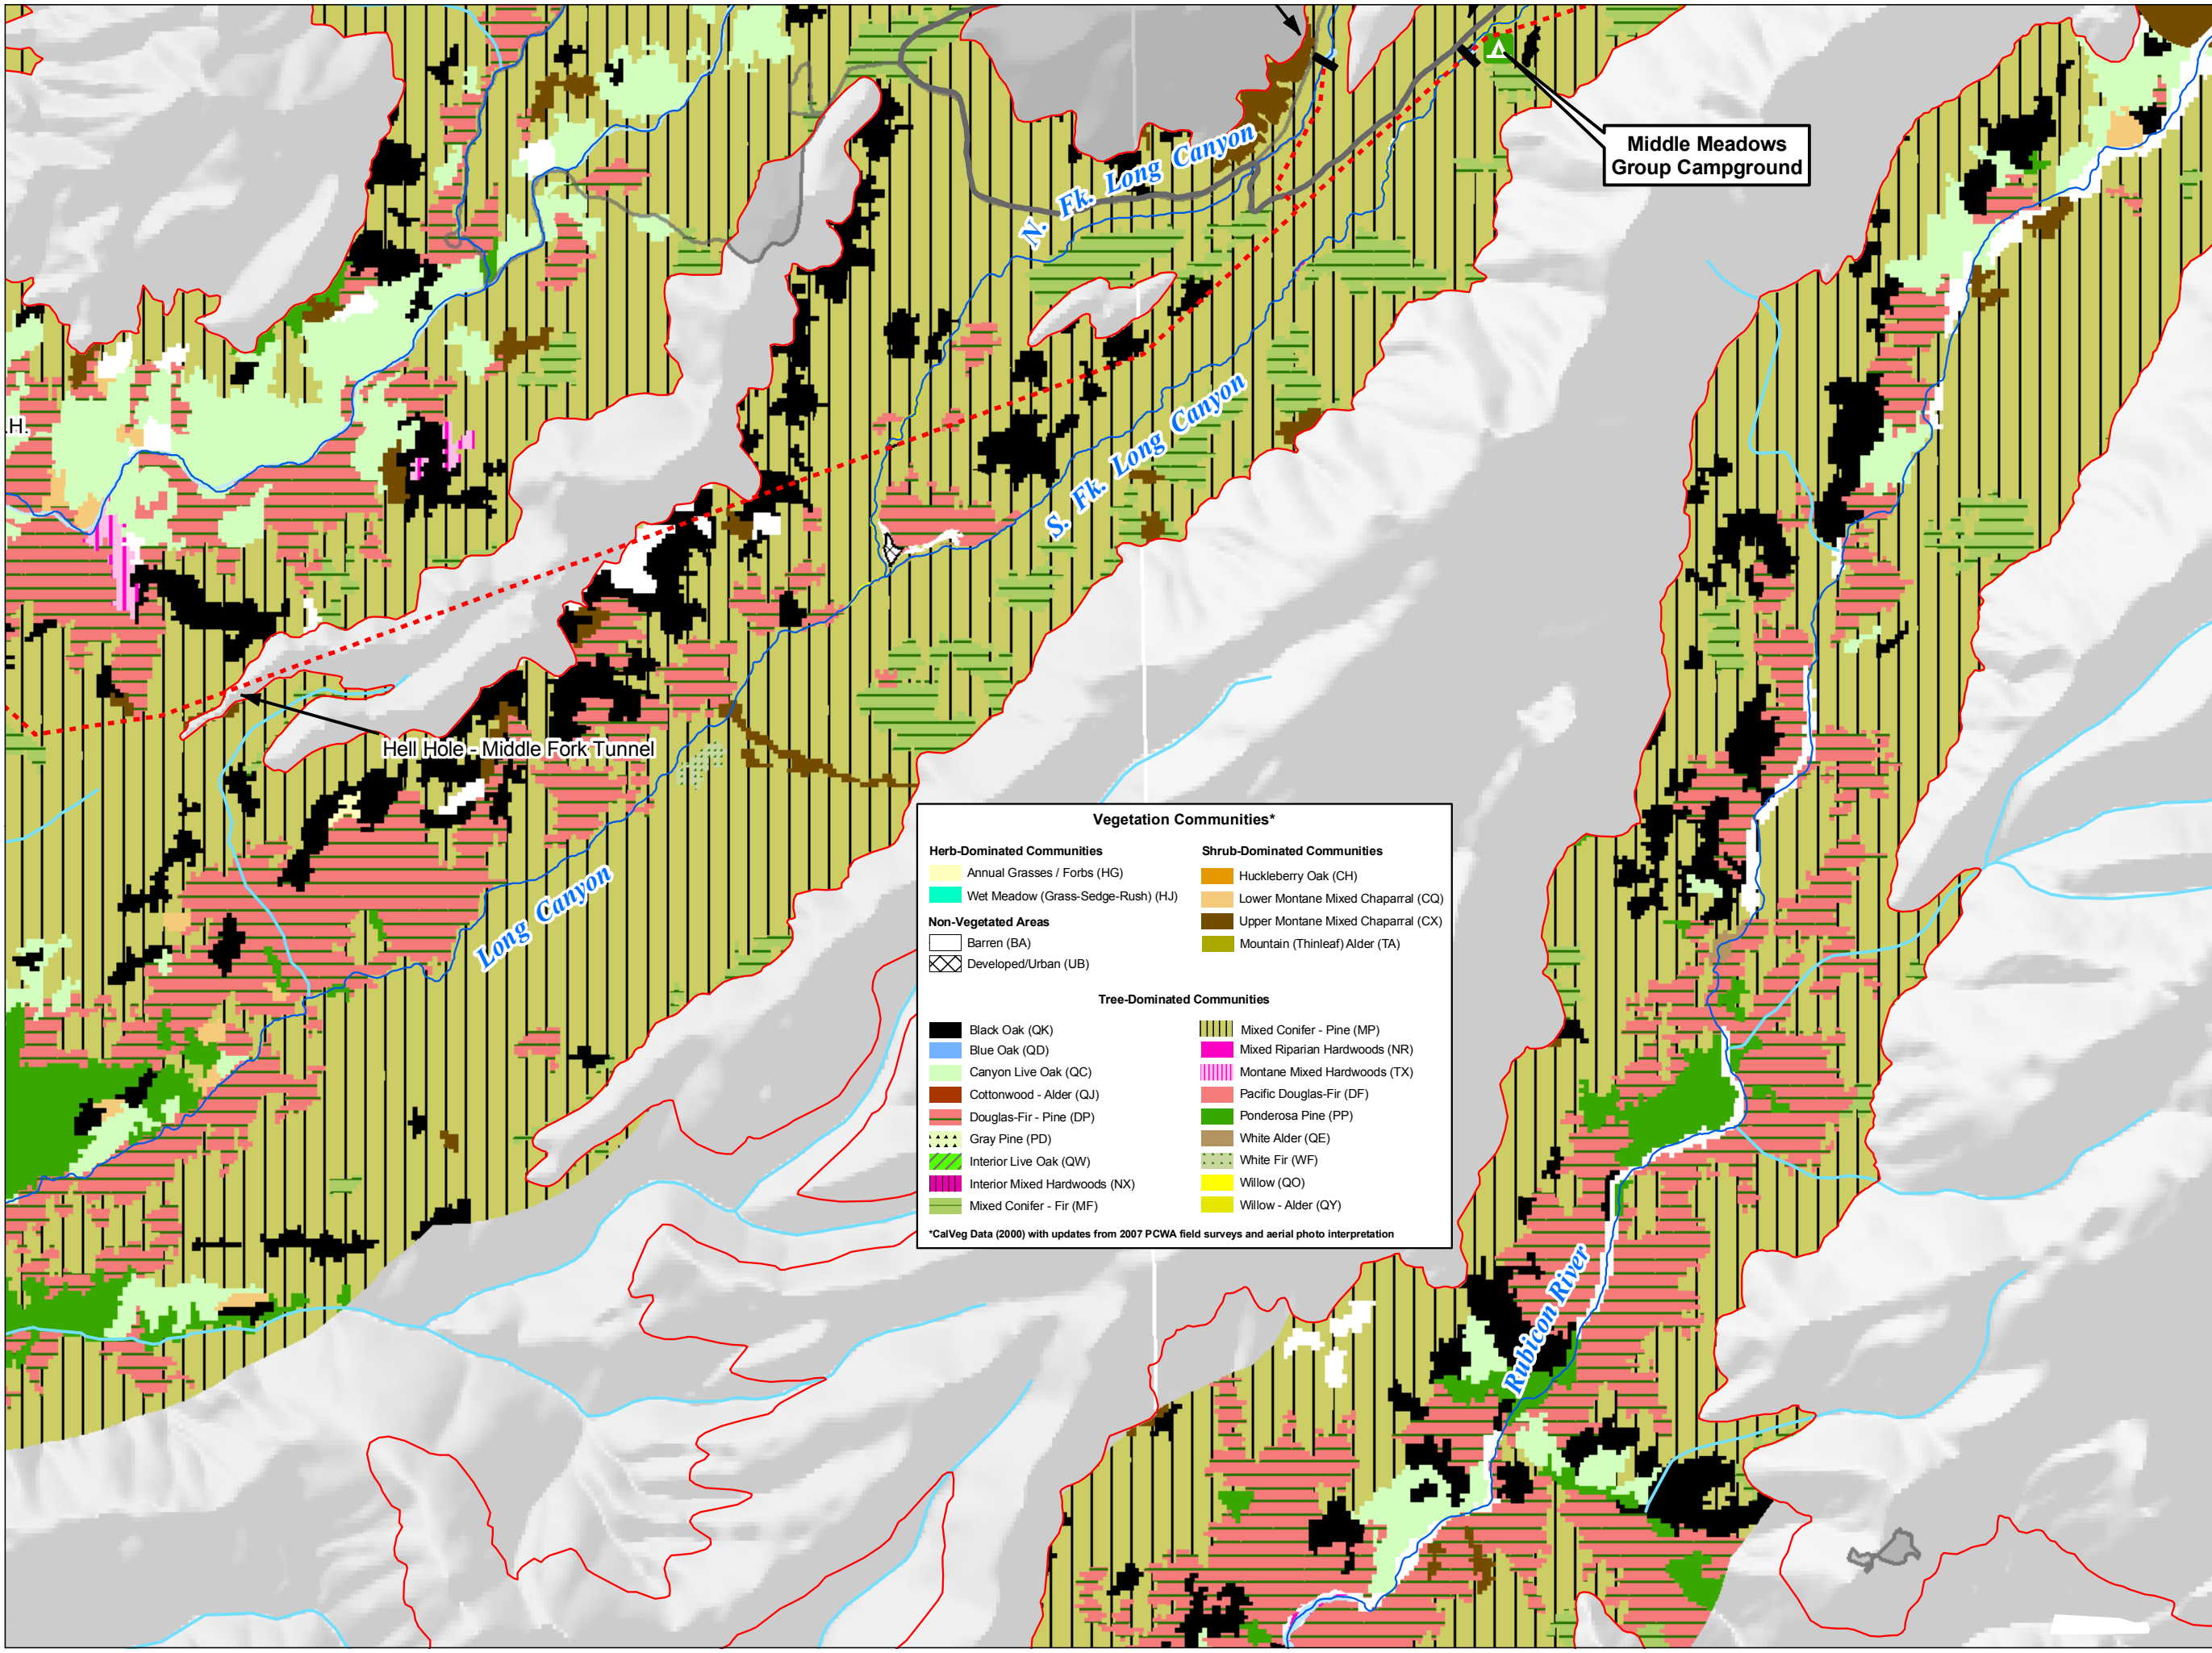 Middle Meadows
Group Campground
N. Fk. Long Canyon
S. Fk. Long Canyon
.H.
Hell Hole - Middle Fork Tunnel
Long Canyon
Rubicon River
Vegetation Communities*
Herb-Dominated Communities
Annual Grasses / Forbs (HG)
Wet Meadow (Grass-Sedge-Rush) (HJ)
Non-Vegetated Areas
Barren (BA)
Developed/Urban (UB)
Shrub-Dominated Communities
Huckleberry Oak (CH)
Lower Montane Mixed Chaparral (CQ)
Upper Montane Mixed Chaparral (CX)
Mountain (Thinleaf) Alder (TA)
Tree-Dominated Communities
Black Oak (QK)
Blue Oak (QD)
Canyon Live Oak (QC)
Cottonwood - Alder (QJ)
Douglas-Fir - Pine (DP)
Gray Pine (PD)
Interior Live Oak (QW)
Interior Mixed Hardwoods (NX)
Mixed Conifer - Fir (MF)
Mixed Conifer - Pine (MP)
Mixed Riparian Hardwoods (NR)
Montane Mixed Hardwoods (TX)
Pacific Douglas-Fir (DF)
Ponderosa Pine (PP)
White Alder (QE)
White Fir (WF)
Willow (QO)
Willow - Alder (QY)
*CalVeg Data (2000) with updates from 2007 PCWA field surveys and aerial photo interpretation